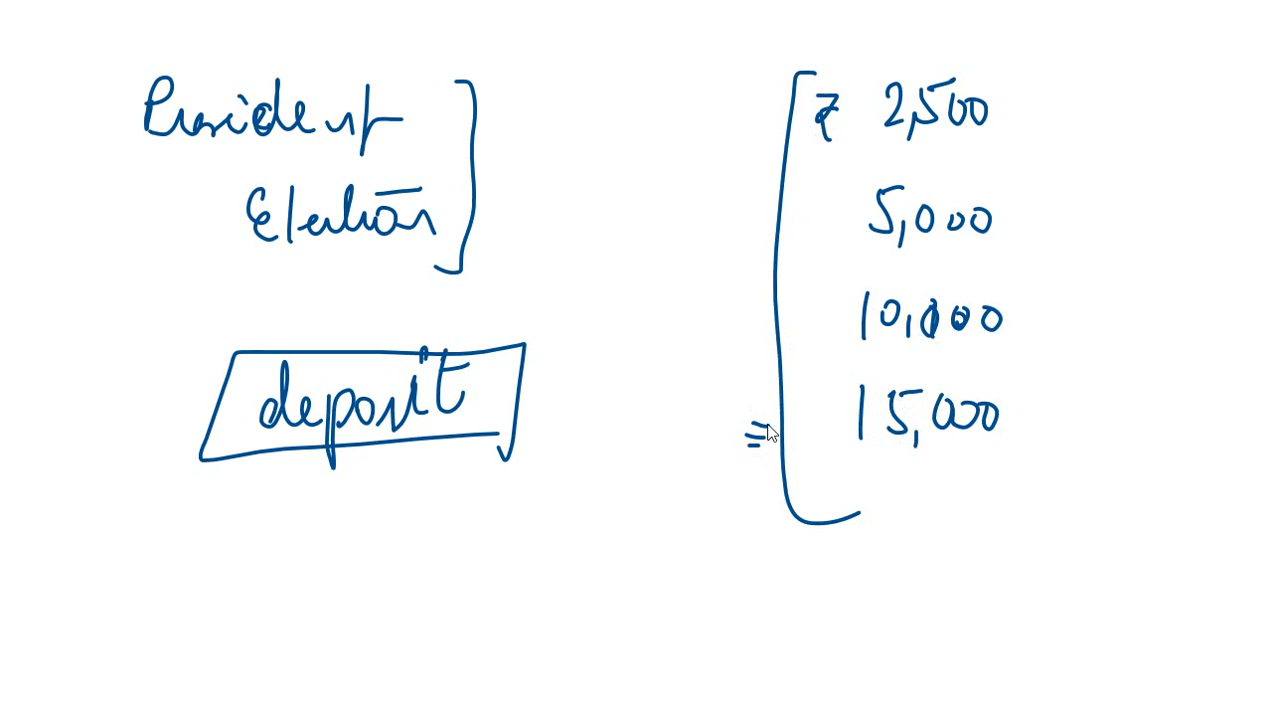 President
Election
deposit
₹ 2,500
5,000
10,000
15,000